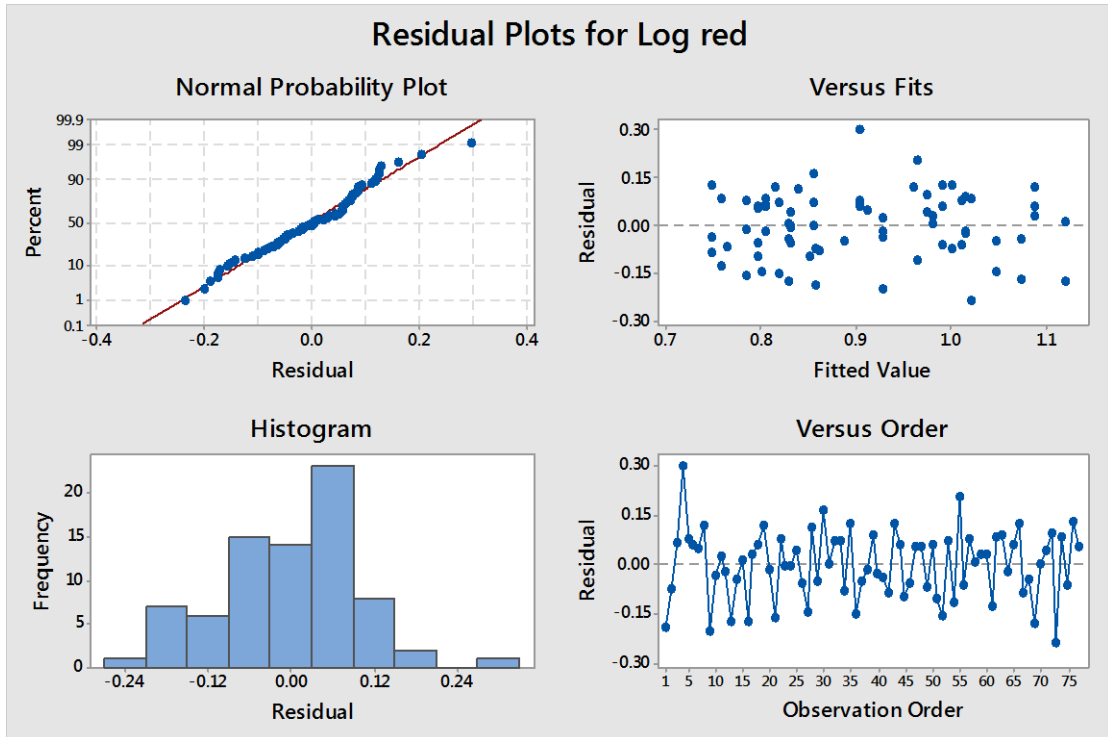 Residual Plots for Log red
Normal Probability Plot
99.9
99
90
50
10
1
0.1
Percent
-0.4 -0.2 0.0 0.2 0.4
Residual
Versus Fits
0.30
0.15
0.00
-0.15
-0.30
Residual
0.7 0.8 0.9 1.0 1.1
Fitted Value
Histogram
20
15
10
5
0
Frequency
-0.24 -0.12 0.00 0.12 0.24
Residual
Versus Order
0.30
0.15
0.00
-0.15
-0.30
Residual
1 5 10 15 20 25 30 35 40 45 50 55 60 65 70 75
Observation Order